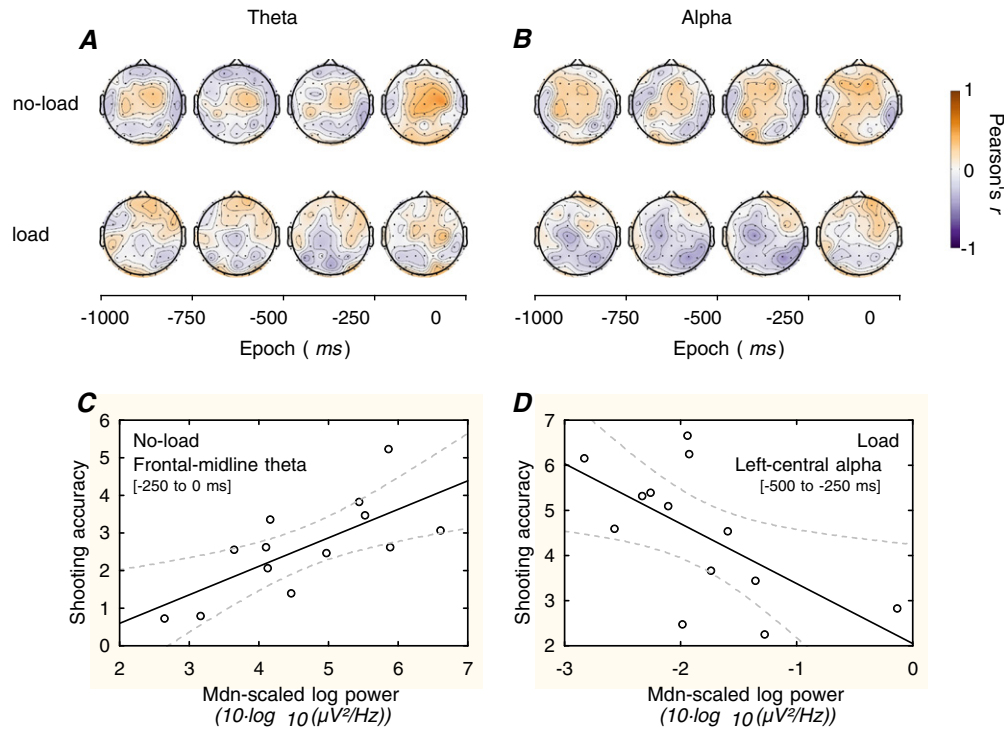 Theta
Alpha
A
B
no-load
load
1
0
-1
Pearson's r
-1000 -750 -500 -250 0
Epoch ( ms)
-1000 -750 -500 -250 0
Epoch ( ms)
C
6
5
4
3
2
1
0
Shooting accuracy
No-load
Frontal-midline theta
[-250 to 0 ms]
2 3 4 5 6 7
Mdn-scaled log power
(10·log 10 (µV²/Hz))
D
7
6
5
4
3
2
Shooting accuracy
Load
Left-central alpha
[-500 to -250 ms]
-3 -2 -1 0
Mdn-scaled log power
(10·log 10 (µV²/Hz))